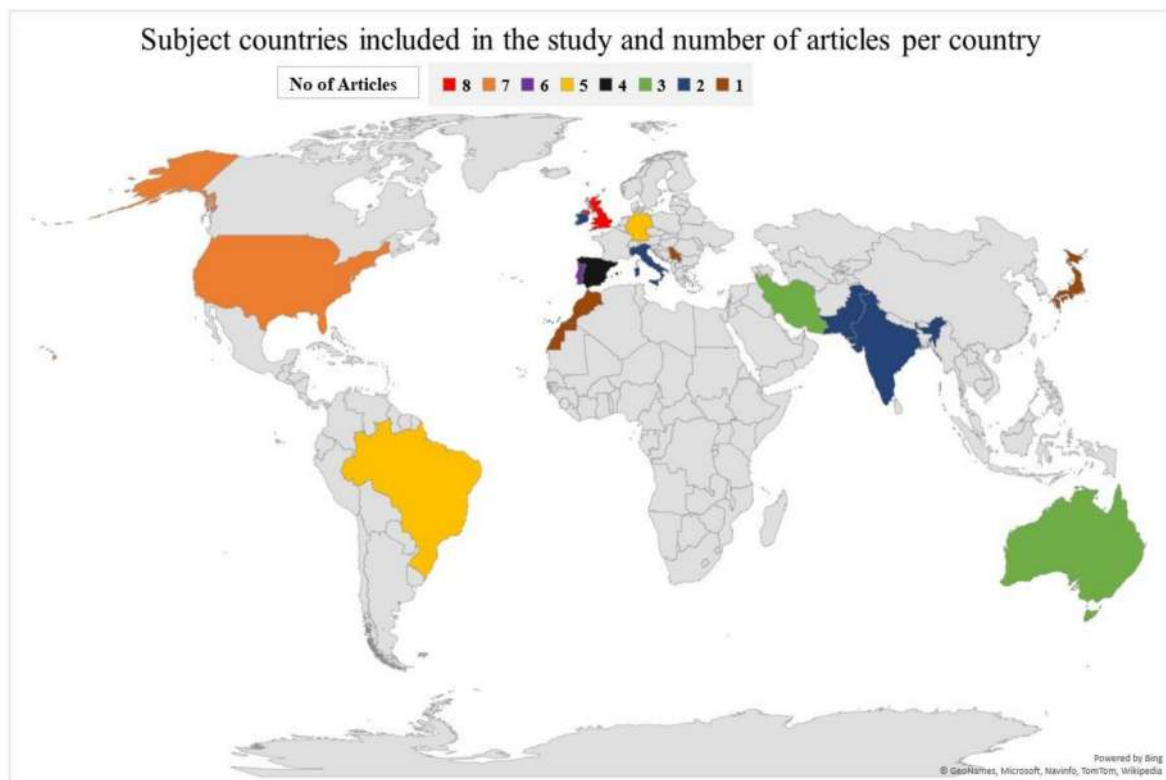 Subject countries included in the study and number of articles per country
No of Articles 8 7 6 5 4 3 2 1
Powered by Bing
© GeoNames, Microsoft, Navinfo, TomTom, Wikipedia